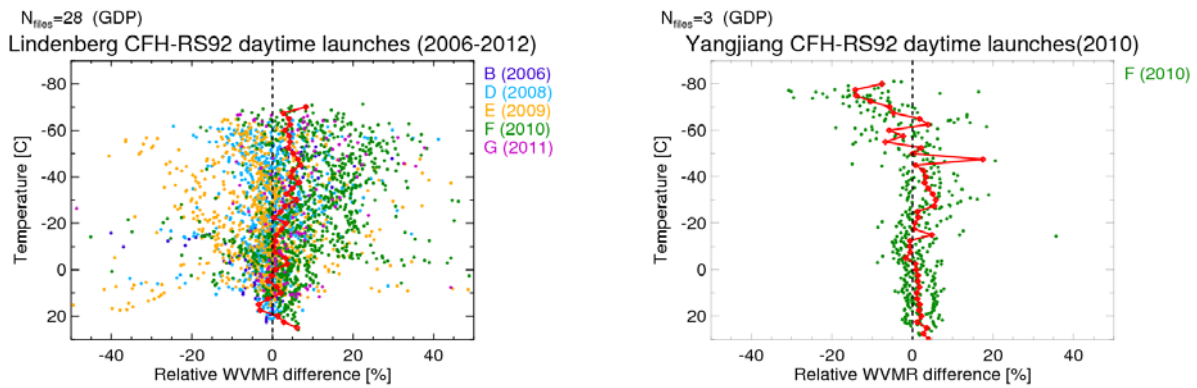 N_files=28 (GDP)
Lindenberg CFH-RS92 daytime launches (2006-2012)
B (2006)
D (2008)
E (2009)
F (2010)
G (2011)
Temperature [C]
-80
-60
-40
-20
0
20
-40 -20 0 20 40
Relative WVMR difference [%]
N_files=3 (GDP)
Yangjiang CFH-RS92 daytime launches(2010)
F (2010)
Temperature [C]
-80
-60
-40
-20
0
20
-40 -20 0 20 40
Relative WVMR difference [%]